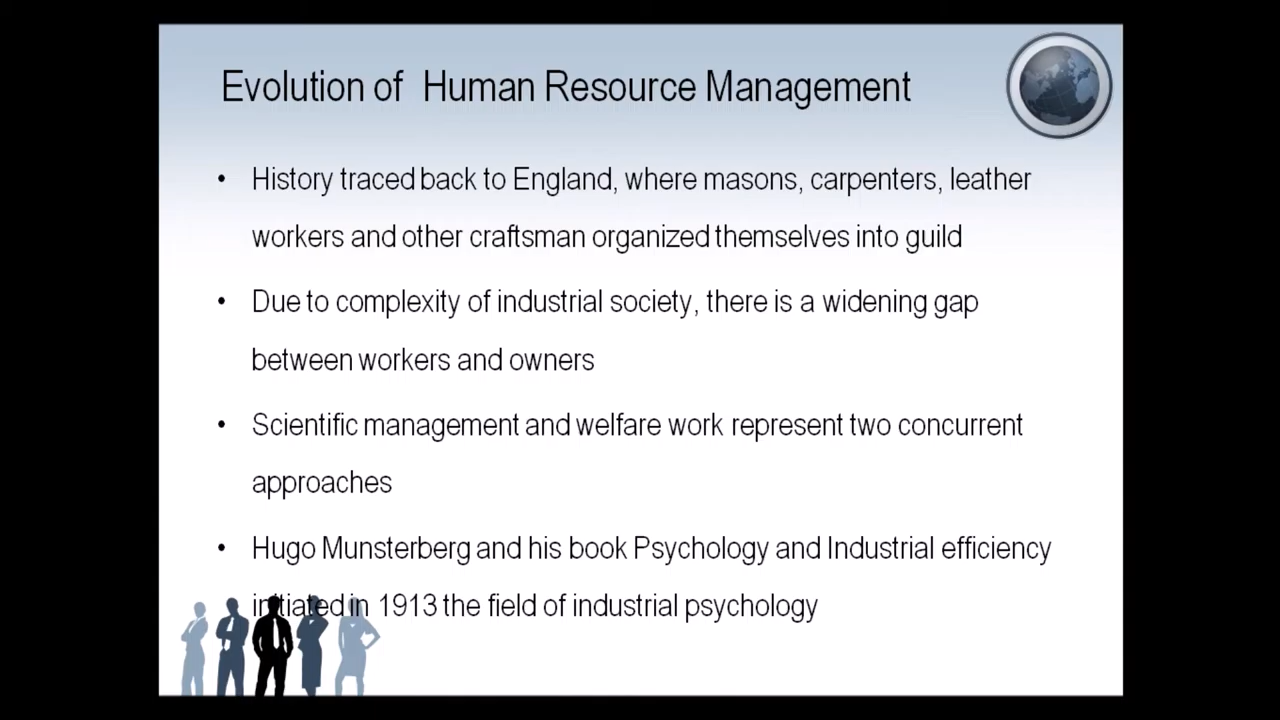 Evolution of Human Resource Management
• History traced back to England, where masons, carpenters, leather
workers and other craftsman organized themselves into guild
• Due to complexity of industrial society, there is a widening gap
between workers and owners
• Scientific management and welfare work represent two concurrent
approaches
• Hugo Munsterberg and his book Psychology and Industrial efficiency
initiated in 1913 the field of industrial psychology